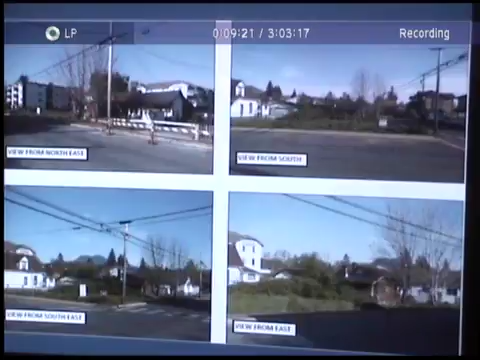 LP 0:09:21 / 3:03:17 Recording
VIEW FROM NORTH EAST
VIEW FROM SOUTH
VIEW FROM SOUTH EAST
VIEW FROM EAST